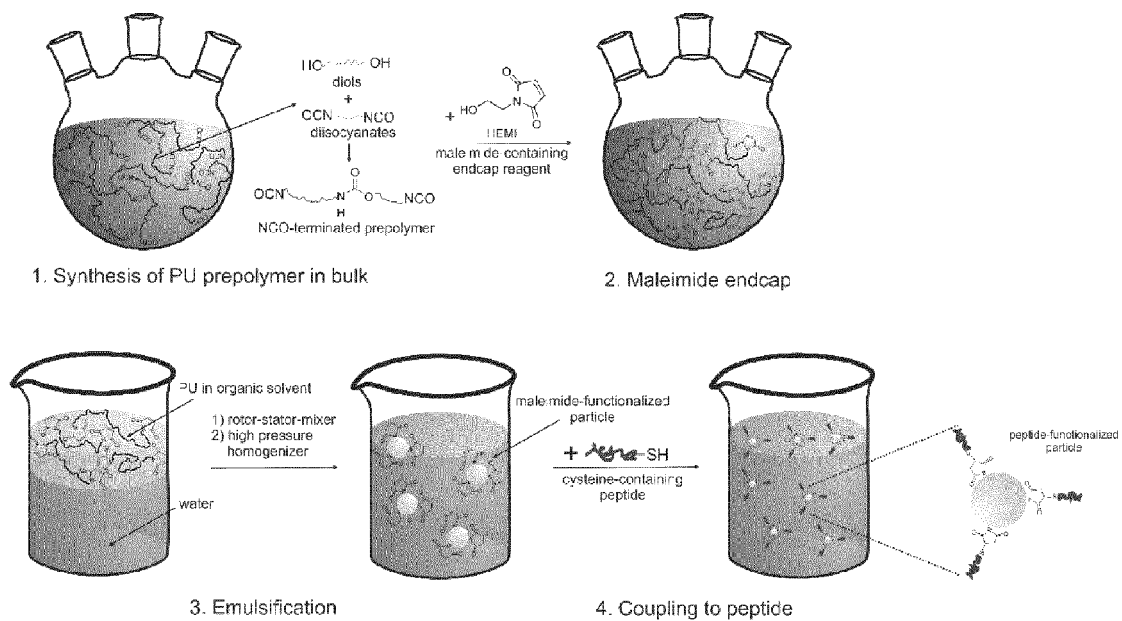 HO OH
diols
+
OCN NCO
diisocyanates
O
OCN N O NCO
H
NCO-terminated prepolymer
+
O
HO N
O
HEMI
maleimide-containing
endcap reagent
1. Synthesis of PU prepolymer in bulk
2. Maleimide endcap
PU in organic solvent
water
1) rotor-stator-mixer
2) high pressure
homogenizer
maleimide-functionalized
particle
+ SH
cysteine-containing
peptide
peptide-functionalized
particle
3. Emulsification
4. Coupling to peptide